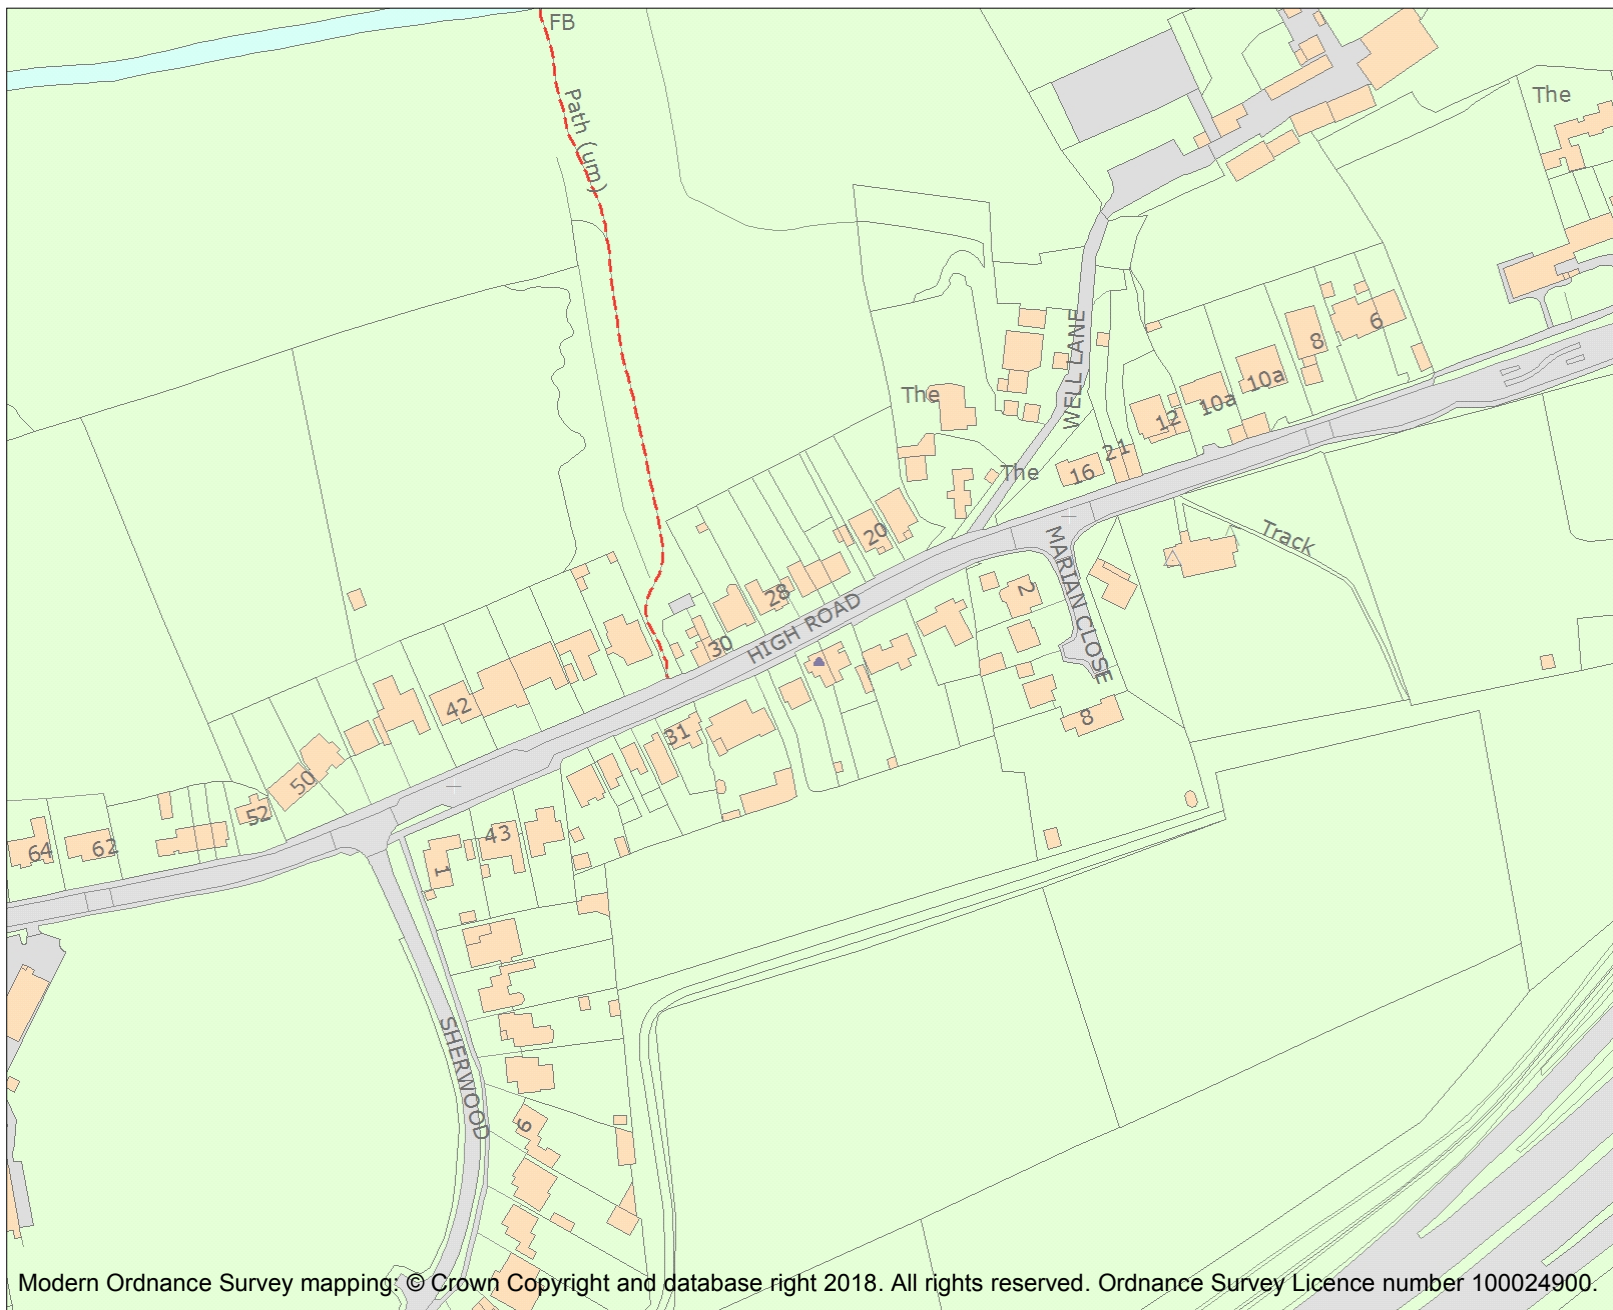 FB
Path (um)
The
6
8
10a
10a
12
21
16
WELL LANE
The
The
20
28
30
HIGH ROAD
MARIAN CLOSE
Track
2
8
42
31
50
52
62
64
43
1
SHERWOOD
6
Modern Ordnance Survey mapping: © Crown Copyright and database right 2018. All rights reserved. Ordnance Survey Licence number 100024900.